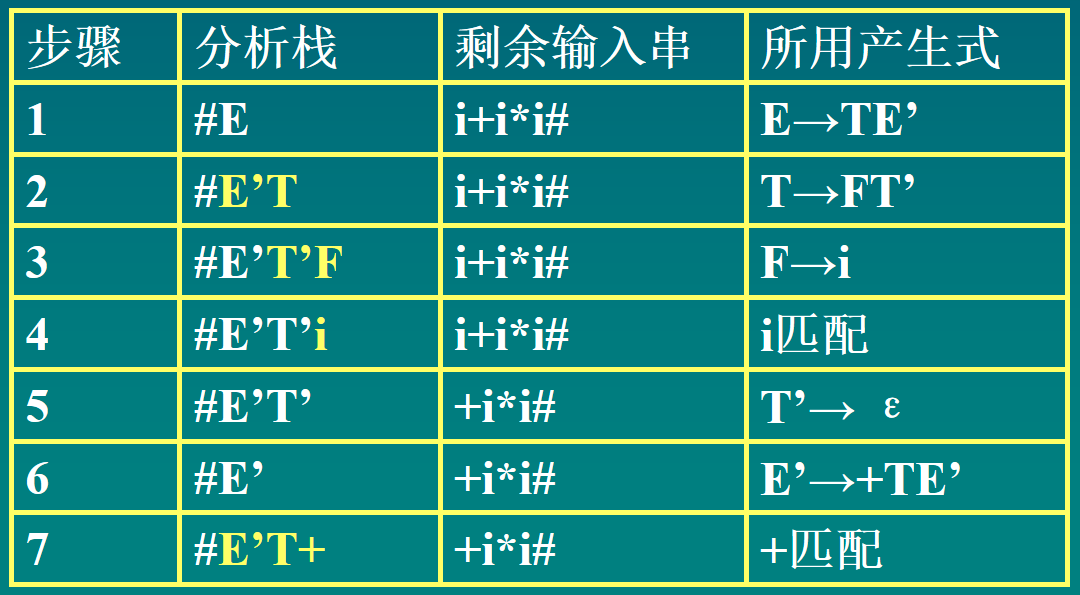 步骤 分析栈 剩余输入串 所用产生式
1 #E i+i*i# E→TE’
2 #E’T i+i*i# T→FT’
3 #E’T’F i+i*i# F→i
4 #E’T’i i+i*i# i匹配
5 #E’T’ +i*i# T’→ ε
6 #E’ +i*i# E’→+TE’
7 #E’T+ +i*i# +匹配